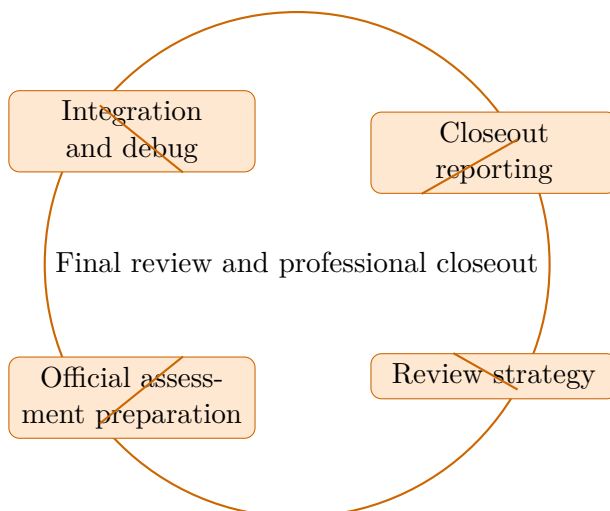 Integration
and debug
Closeout
reporting
Final review and professional closeout
Official assess-
ment preparation
Review strategy